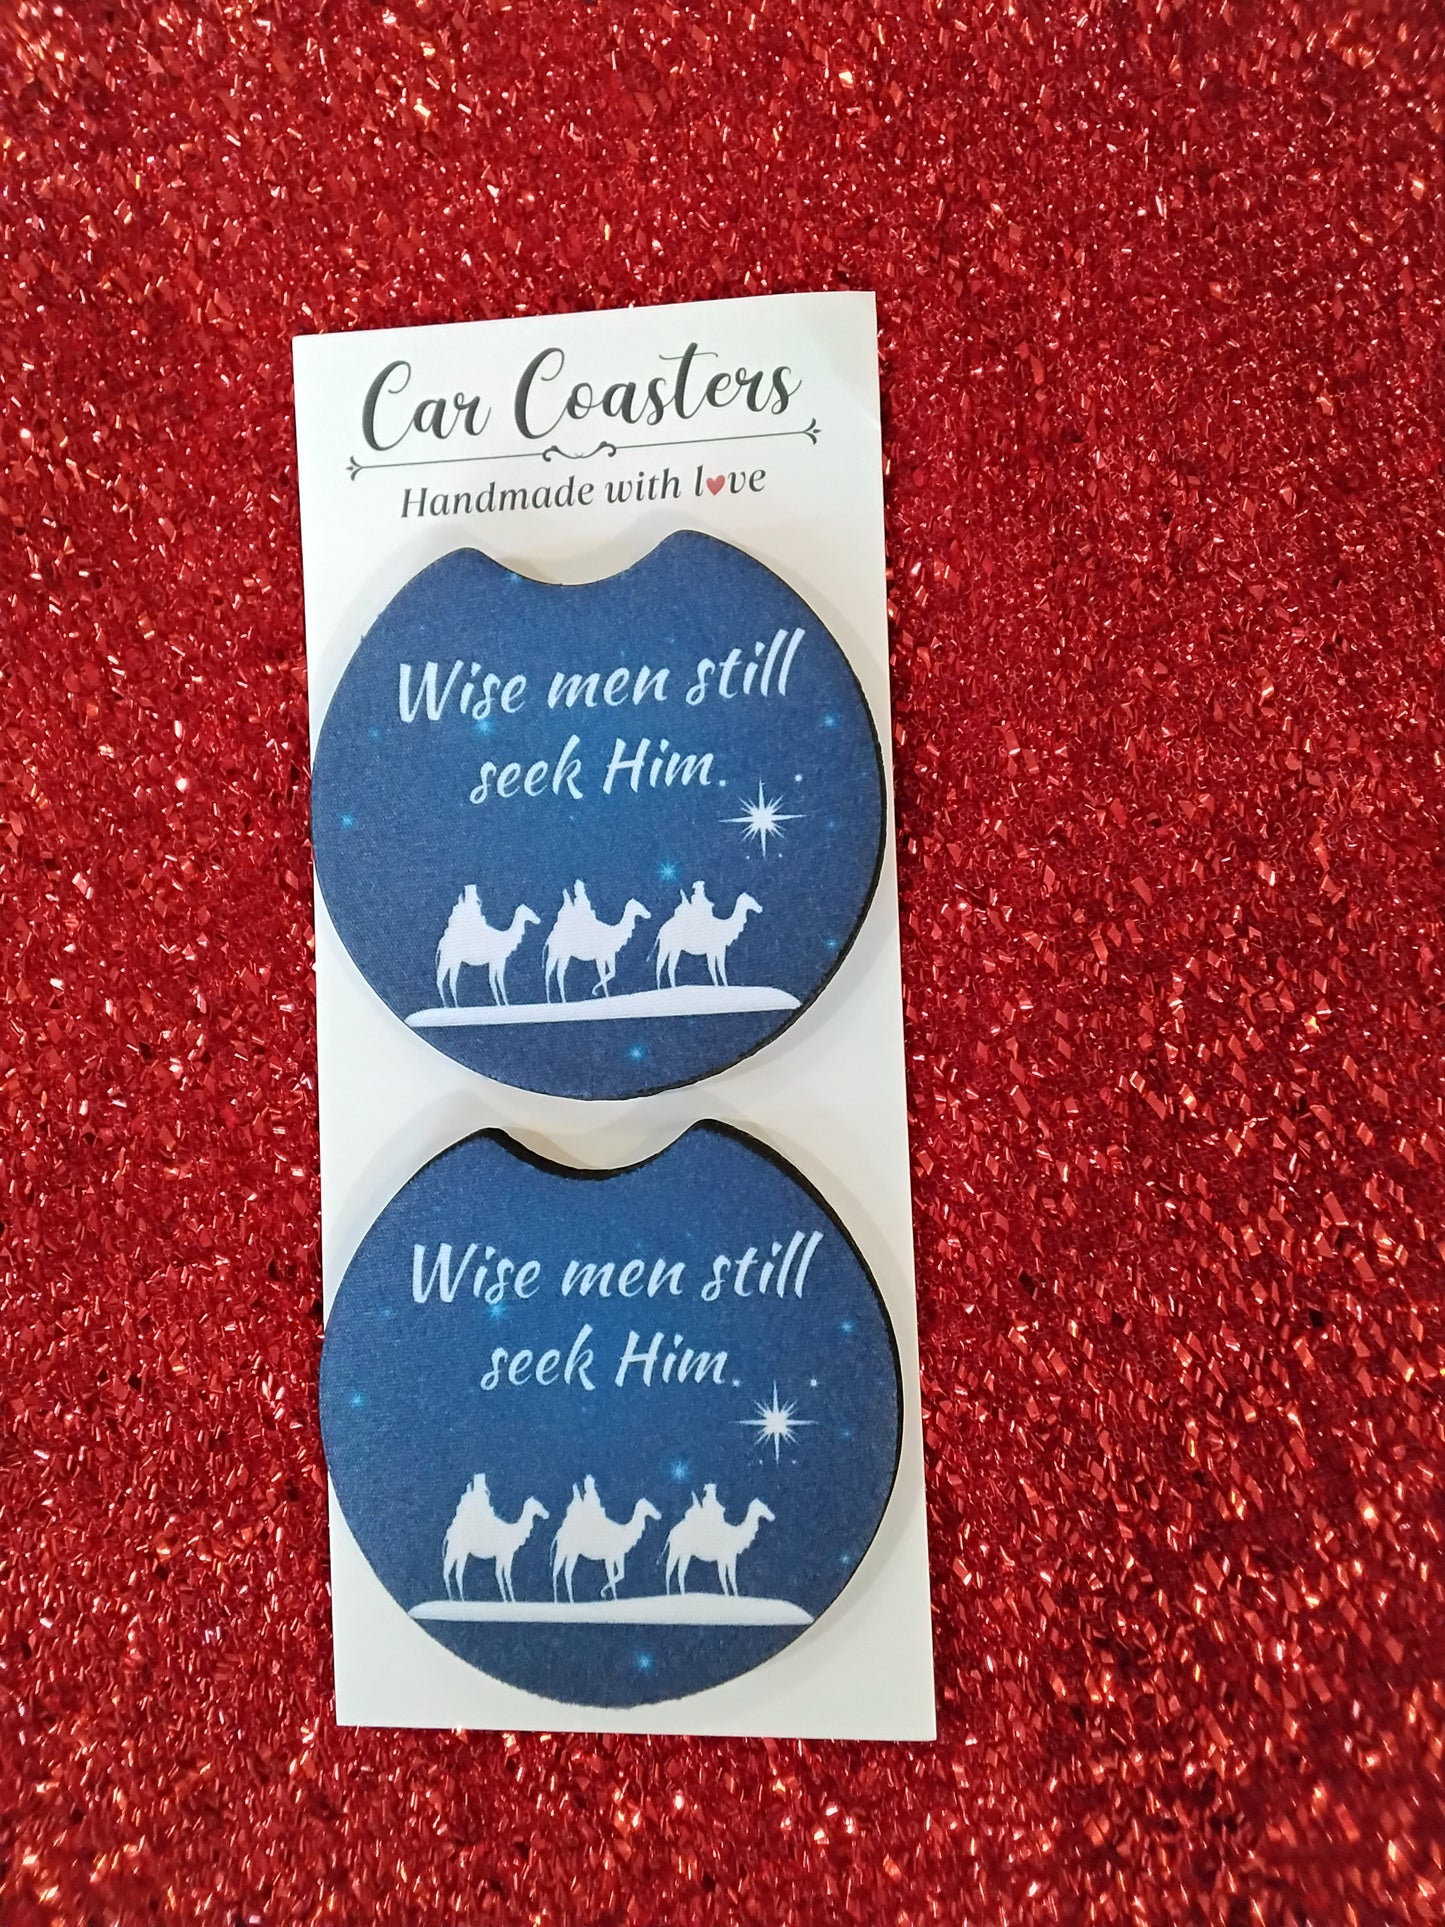 Car Coasters
Handmade with love
Wise men still
seek Him.
Wise men still
seek Him.